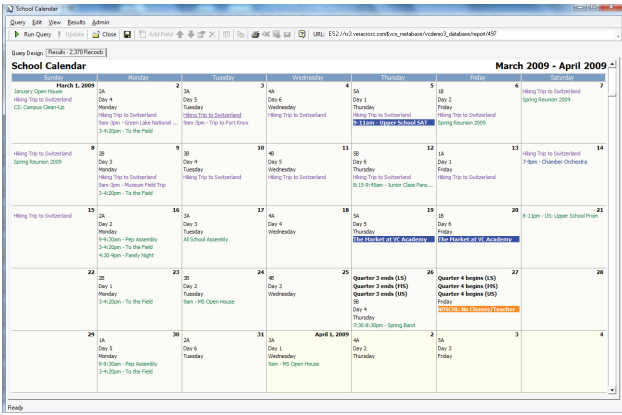 School Calendar
Query Edit View Results Admin
Run Query Update Close Add Field URL: ES2://rs3.veracross.com$vcx_metabase/vcdemo3_database/report/497
Query Design Results - 2,370 Records
School Calendar March 2009 - April 2009
Sunday Monday Tuesday Wednesday Thursday Friday Saturday
March 1, 2009
January Open House
Hiking Trip to Switzerland
CS: Campus Clean-Up
2
2A
Day 4
Monday
Hiking Trip to Switzerland
9am-3pm - Green Lake National ...
3-4:20pm - To the Field
3
3A
Day 5
Tuesday
Hiking Trip to Switzerland
9am-3pm - Trip to Fort Knox
4
4A
Day 6
Wednesday
Hiking Trip to Switzerland
5
5A
Day 1
Thursday
Hiking Trip to Switzerland
9-11am - Upper School SAT
6
1B
Day 2
Friday
Hiking Trip to Switzerland
Spring Reunion 2009
7
Hiking Trip to Switzerland
Spring Reunion 2009
8
Hiking Trip to Switzerland
Spring Reunion 2009
9
2B
Day 3
Monday
Hiking Trip to Switzerland
9am-3pm - Museum Field Trip
3-4:20pm - To the Field
10
3B
Day 4
Tuesday
Hiking Trip to Switzerland
11
4B
Day 5
Wednesday
Hiking Trip to Switzerland
12
5B
Day 6
Thursday
Hiking Trip to Switzerland
8:15-9:45am - Junior Class Pare...
13
1A
Day 1
Friday
Hiking Trip to Switzerland
14
Hiking Trip to Switzerland
7-9pm - Chamber Orchestra
15
Hiking Trip to Switzerland
16
2A
Day 2
Monday
9-9:30am - Pep Assembly
3-4:20pm - To the Field
4:30-9pm - Family Night
17
3A
Day 3
Tuesday
All School Assembly
18
4A
Day 4
Wednesday
19
5A
Day 5
Thursday
The Market at VC Academy
20
1B
Day 6
Friday
The Market at VC Academy
21
8-11pm - US: Upper School Prom
22
23
2B
Day 1
Monday
3-4:20pm - To the Field
24
3B
Day 2
Tuesday
9am - MS Open House
25
4B
Day 3
Wednesday
26
Quarter 3 ends (LS)
Quarter 3 ends (MS)
Quarter 3 ends (US)
5B
Day 4
Thursday
7:30-8:30pm - Spring Band
27
Quarter 4 begins (LS)
Quarter 4 begins (MS)
Quarter 4 begins (US)
Friday
NOSCHL: No Classes/Teacher
28
29
30
1A
Day 5
Monday
9-9:30am - Pep Assembly
3-4:20pm - To the Field
31
2A
Day 6
Tuesday
April 1, 2009
3A
Day 1
Wednesday
9am - MS Open House
2
4A
Day 2
Thursday
3
5A
Day 3
Friday
4
Ready